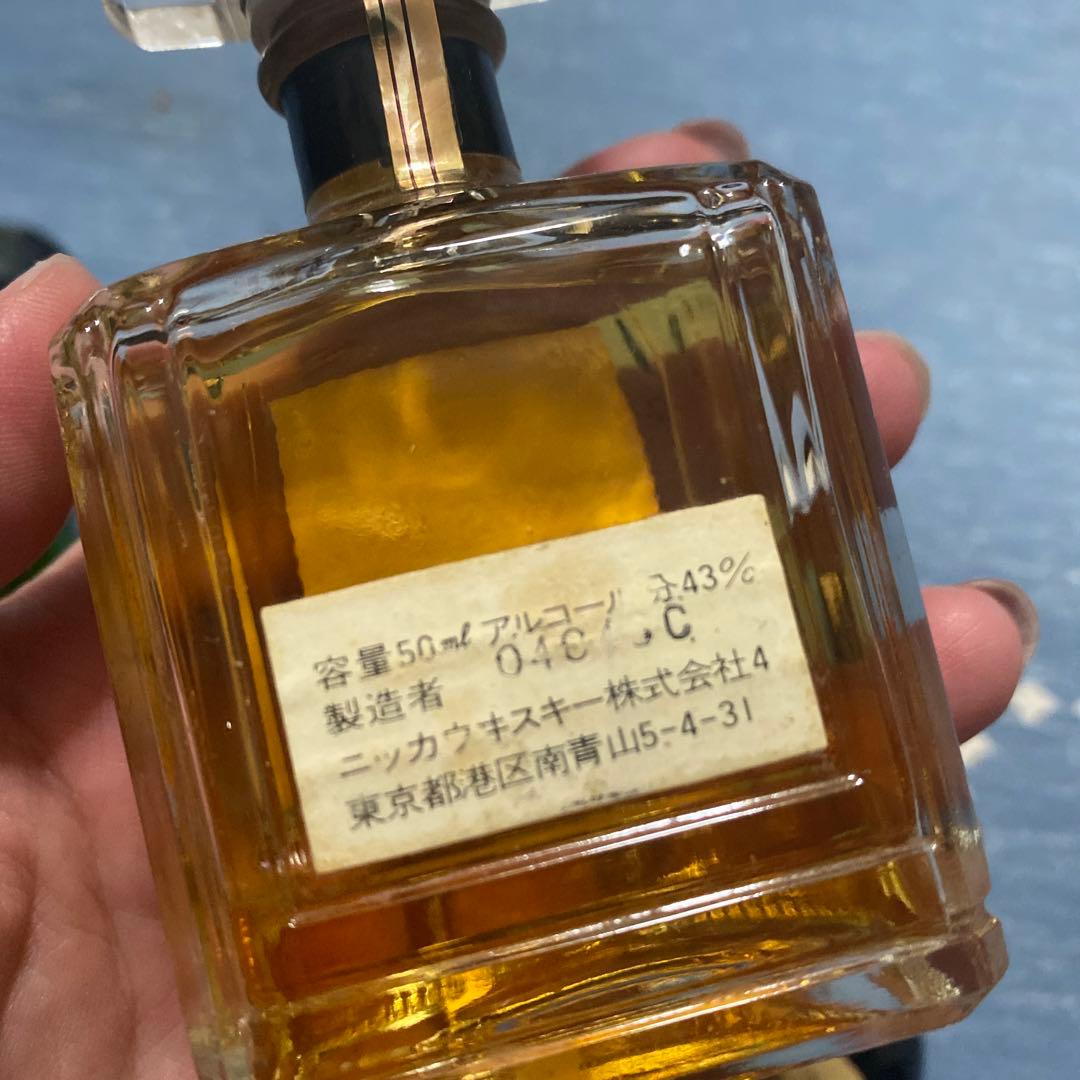 容量50ml アルコール分43%
製造者
ニッカウヰスキー株式会社4
東京都港区南青山5-4-31